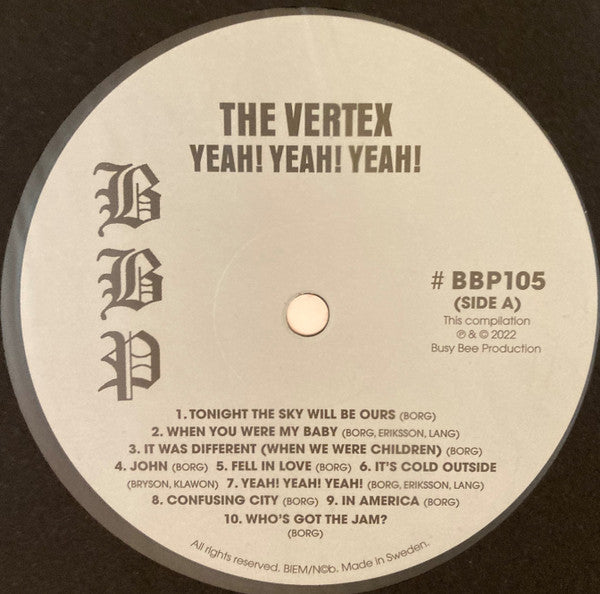 THE VERTEX
YEAH! YEAH! YEAH!
B
B
P
# BBP105
(SIDE A)
This compilation
℗ & © 2022
Busy Bee Production
1. TONIGHT THE SKY WILL BE OURS (BORG)
2. WHEN YOU WERE MY BABY (BORG, ERIKSSON, LANG)
3. IT WAS DIFFERENT (WHEN WE WERE CHILDREN) (BORG)
4. JOHN (BORG) 5. FELL IN LOVE (BORG) 6. IT'S COLD OUTSIDE
(BRYSON, KLAWON) 7. YEAH! YEAH! YEAH! (BORG, ERIKSSON, LANG)
8. CONFUSING CITY (BORG) 9. IN AMERICA (BORG)
10. WHO'S GOT THE JAM?
(BORG)
All rights reserved. BIEM/N©b. Made in Sweden.